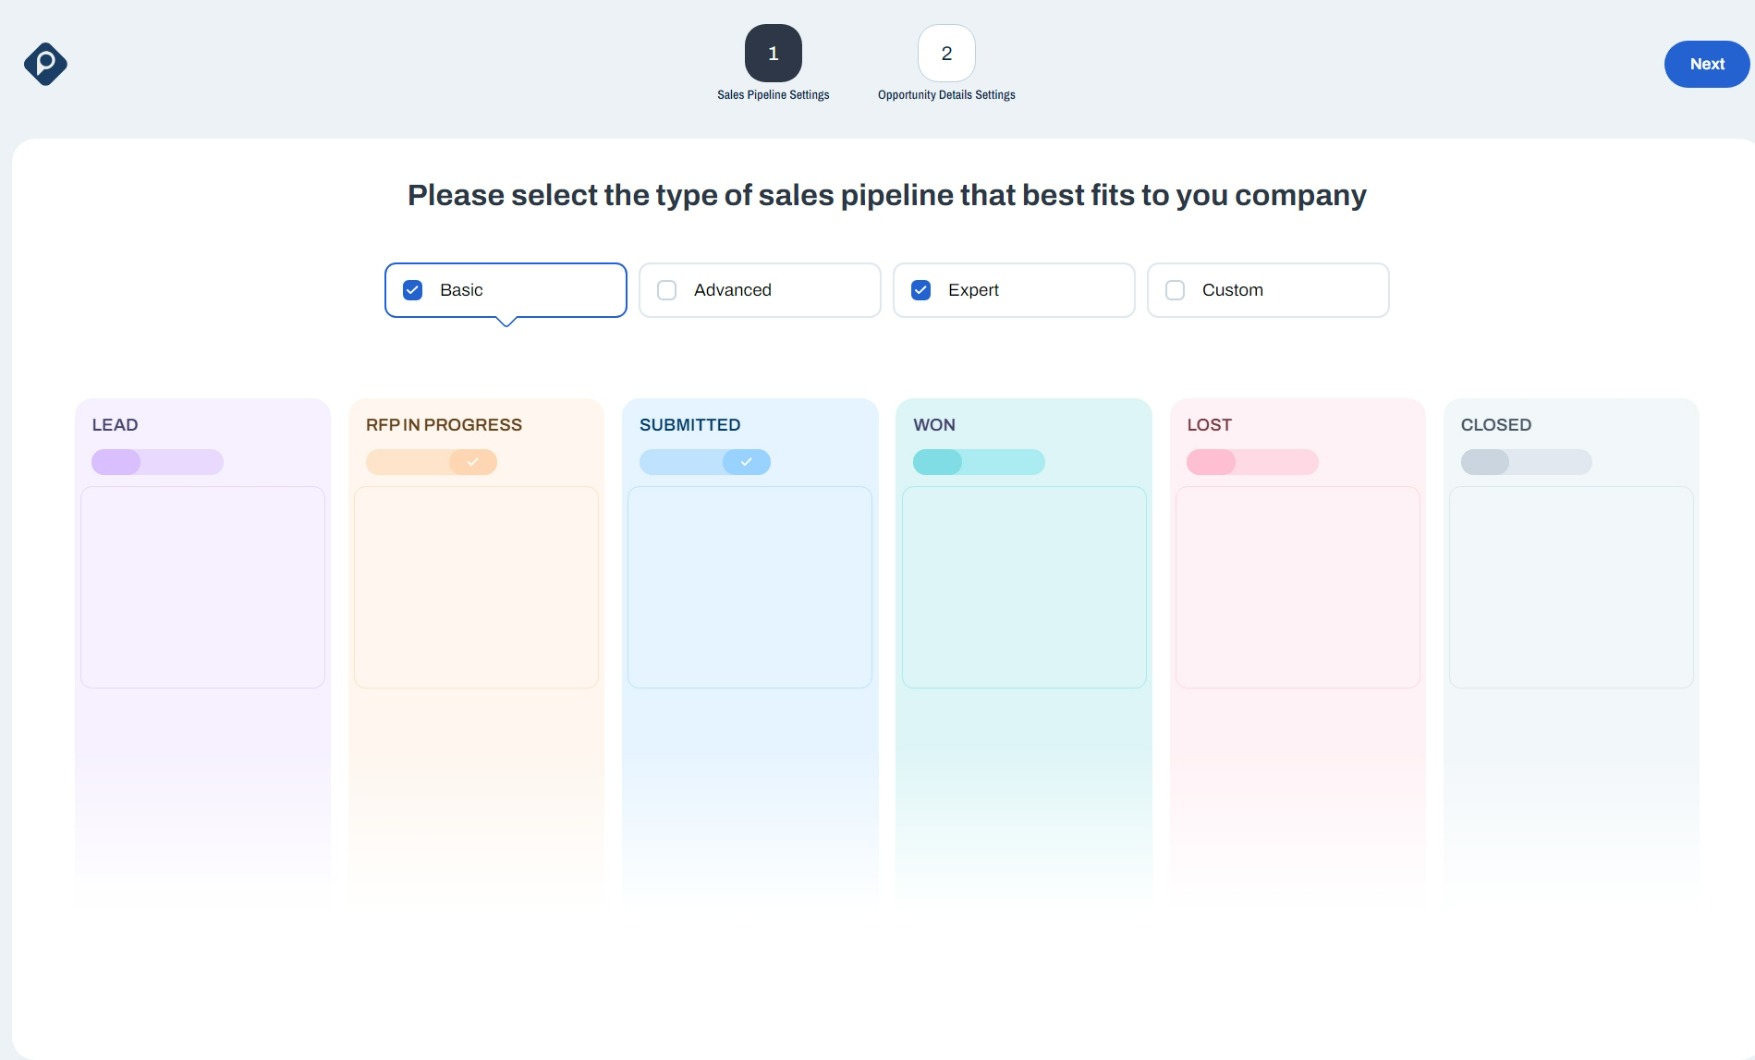 1
2
Next
Sales Pipeline Settings
Opportunity Details Settings
Please select the type of sales pipeline that best fits to you company
Basic
Advanced
Expert
Custom
LEAD
RFP IN PROGRESS
SUBMITTED
WON
LOST
CLOSED